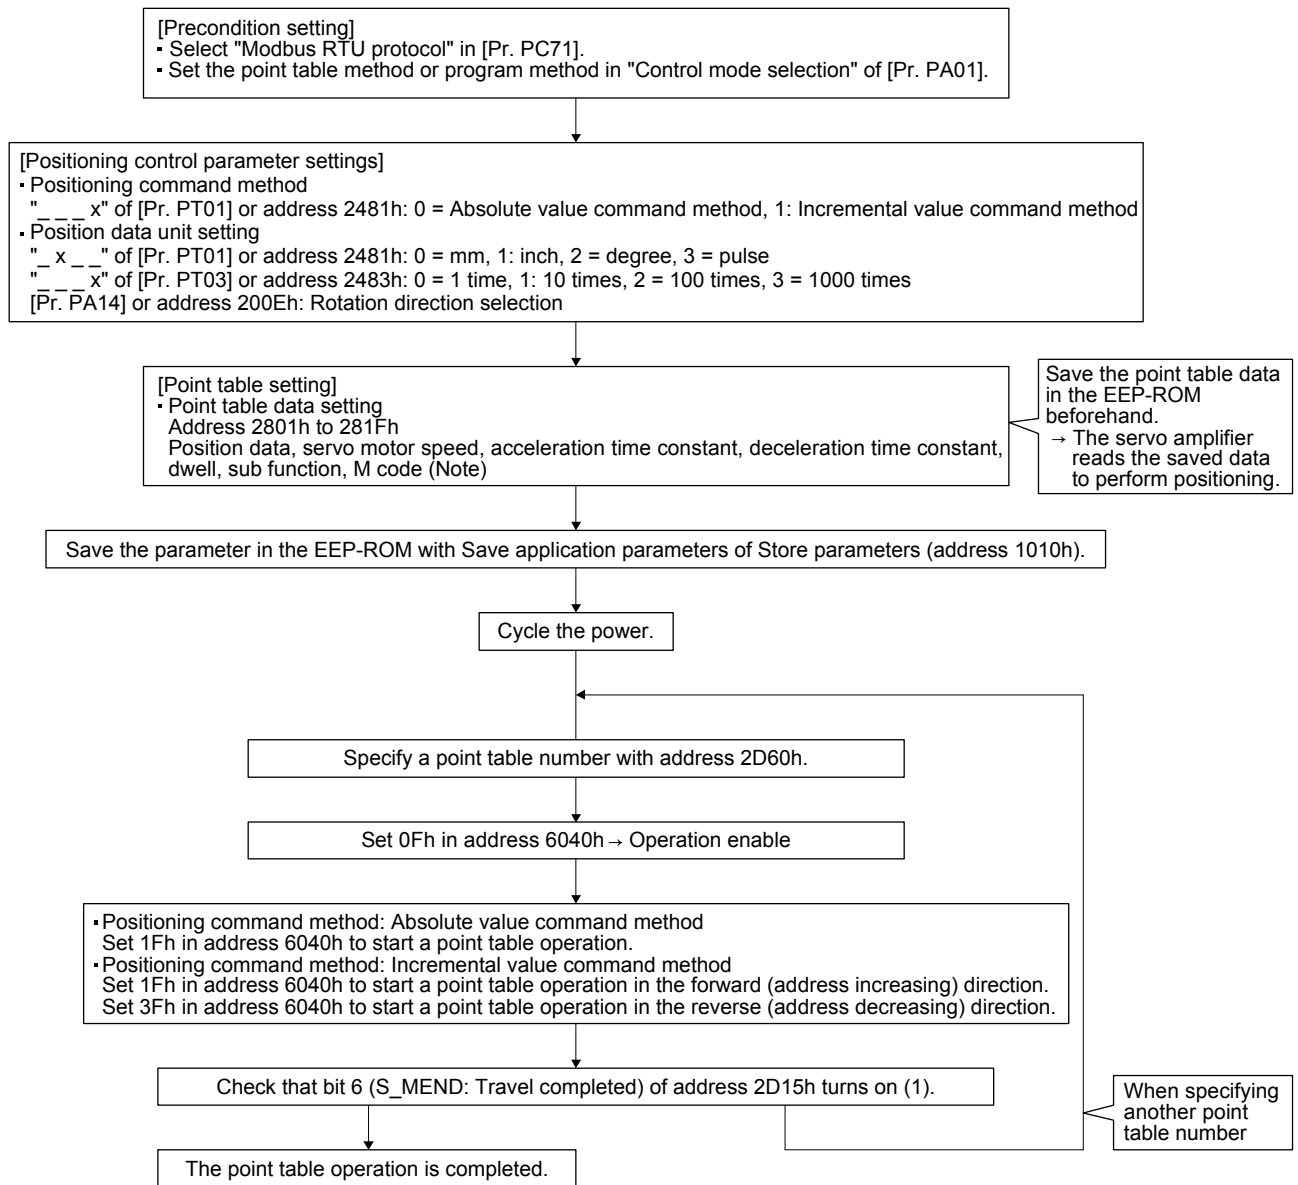 [Precondition setting]
▪ Select "Modbus RTU protocol" in [Pr. PC71].
▪ Set the point table method or program method in "Control mode selection" of [Pr. PA01].
[Positioning control parameter settings]
▪ Positioning command method
"_ _ _ x" of [Pr. PT01] or address 2481h: 0 = Absolute value command method, 1: Incremental value command method
▪ Position data unit setting
"_ x _ _" of [Pr. PT01] or address 2481h: 0 = mm, 1: inch, 2 = degree, 3 = pulse
"_ _ _ x" of [Pr. PT03] or address 2483h: 0 = 1 time, 1: 10 times, 2 = 100 times, 3 = 1000 times
[Pr. PA14] or address 200Eh: Rotation direction selection
[Point table setting]
▪ Point table data setting
Address 2801h to 281Fh
Position data, servo motor speed, acceleration time constant, deceleration time constant,
dwell, sub function, M code (Note)
Save the point table data
in the EEP-ROM
beforehand.
→ The servo amplifier
reads the saved data
to perform positioning.
Save the parameter in the EEP-ROM with Save application parameters of Store parameters (address 1010h).
Cycle the power.
Specify a point table number with address 2D60h.
Set 0Fh in address 6040h → Operation enable
▪ Positioning command method: Absolute value command method
Set 1Fh in address 6040h to start a point table operation.
▪ Positioning command method: Incremental value command method
Set 1Fh in address 6040h to start a point table operation in the forward (address increasing) direction.
Set 3Fh in address 6040h to start a point table operation in the reverse (address decreasing) direction.
Check that bit 6 (S_MEND: Travel completed) of address 2D15h turns on (1).
When specifying
another point
table number
The point table operation is completed.